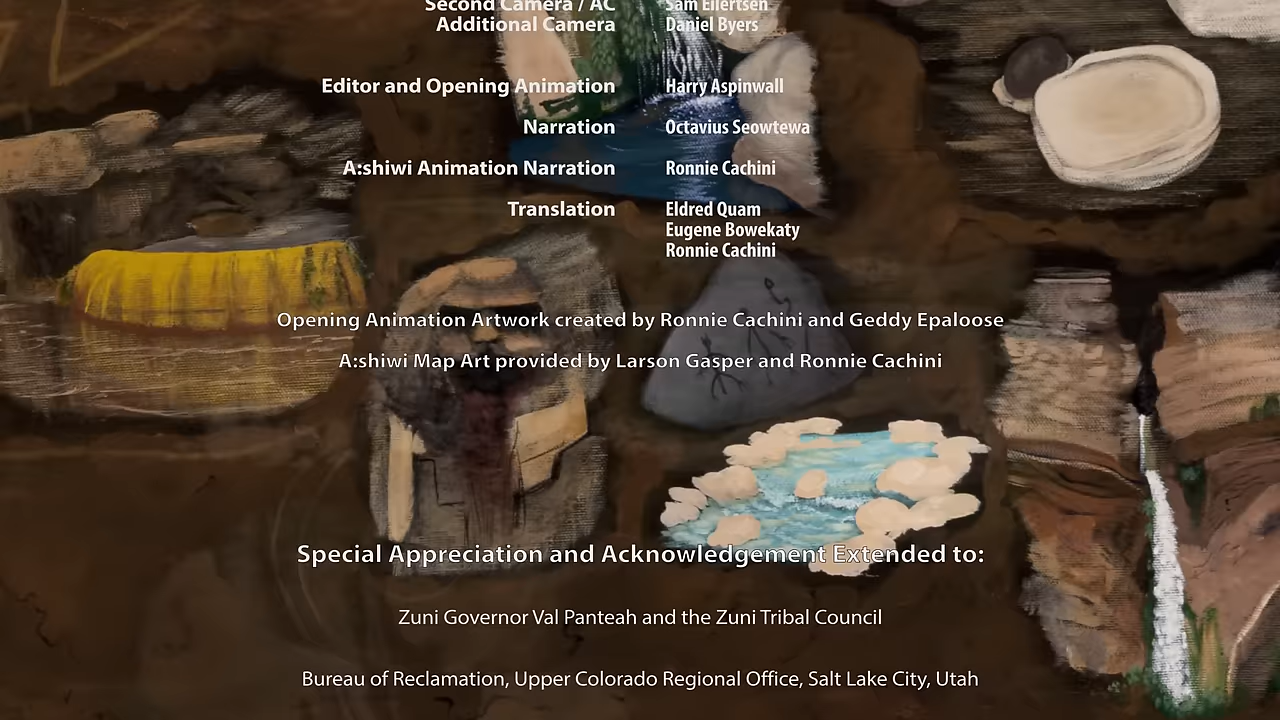 Second Camera / AC Sam Ellertsen
Additional Camera Daniel Byers
Editor and Opening Animation Harry Aspinwall
Narration Octavius Seowtewa
A:shiwi Animation Narration Ronnie Cachini
Translation Eldred Quam
Eugene Bowekaty
Ronnie Cachini
Opening Animation Artwork created by Ronnie Cachini and Geddy Epaloose
A:shiwi Map Art provided by Larson Gasper and Ronnie Cachini
Special Appreciation and Acknowledgement Extended to:
Zuni Governor Val Panteah and the Zuni Tribal Council
Bureau of Reclamation, Upper Colorado Regional Office, Salt Lake City, Utah